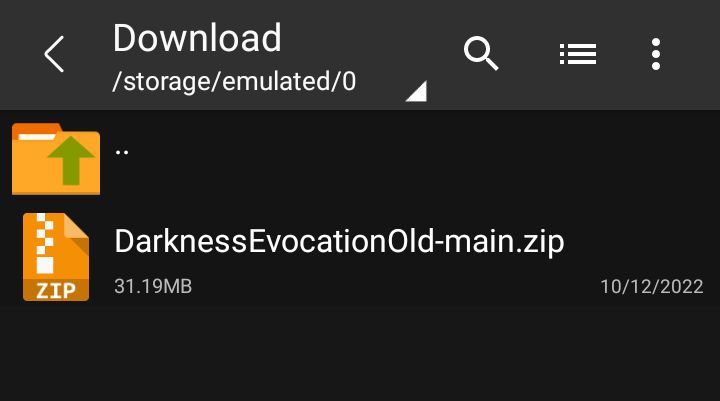 Download
/storage/emulated/0
..
DarknessEvocationOld-main.zip
ZIP
31.19MB 10/12/2022